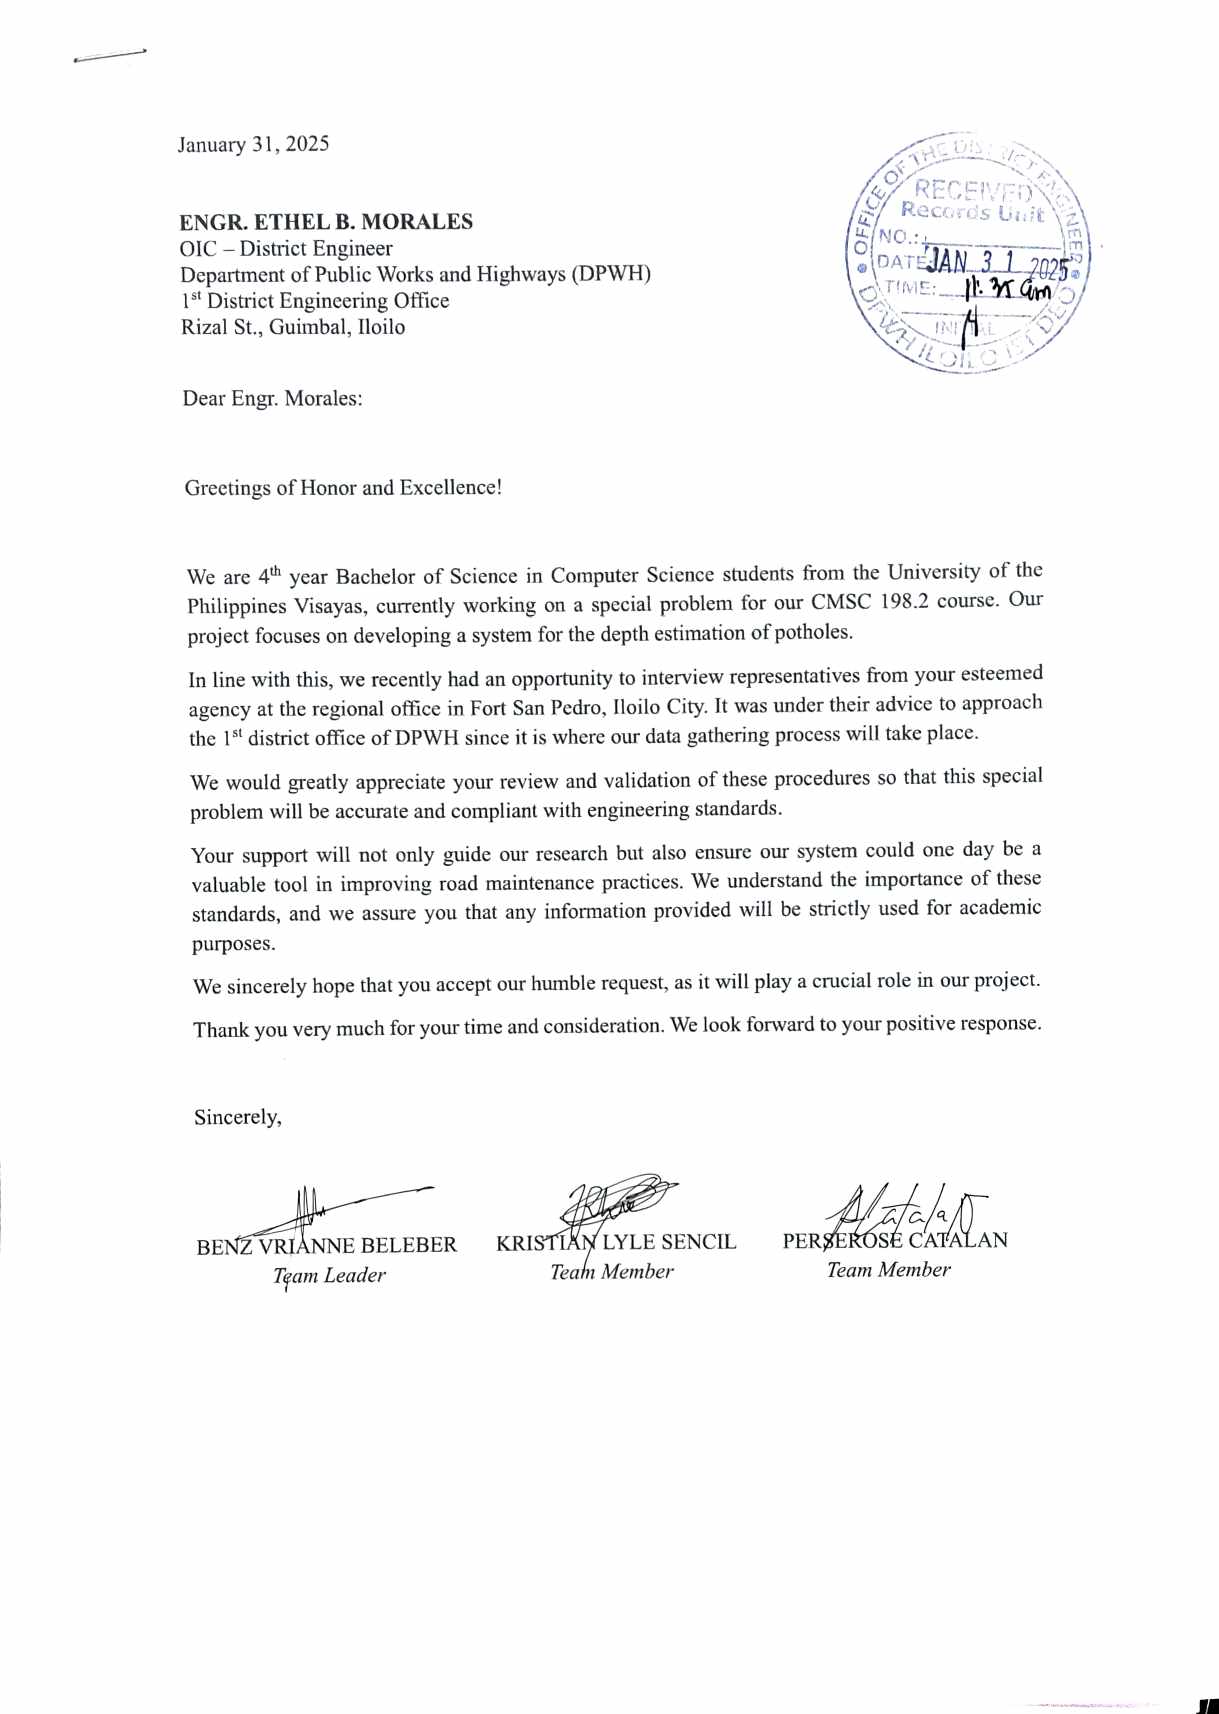 January 31, 2025
OFFICE OF THE DISTRICT ENGINEER
RECEIVED
Records Unit
NO.:
DATE: JAN 31 2025
TIME: 11:35 am
INITIAL
DPWH ILOILO 1ST DEO
ENGR. ETHEL B. MORALES
OIC – District Engineer
Department of Public Works and Highways (DPWH)
1st District Engineering Office
Rizal St., Guimbal, Iloilo
Dear Engr. Morales:
Greetings of Honor and Excellence!
We are 4th year Bachelor of Science in Computer Science students from the University of the
Philippines Visayas, currently working on a special problem for our CMSC 198.2 course. Our
project focuses on developing a system for the depth estimation of potholes.
In line with this, we recently had an opportunity to interview representatives from your esteemed
agency at the regional office in Fort San Pedro, Iloilo City. It was under their advice to approach
the 1st district office of DPWH since it is where our data gathering process will take place.
We would greatly appreciate your review and validation of these procedures so that this special
problem will be accurate and compliant with engineering standards.
Your support will not only guide our research but also ensure our system could one day be a
valuable tool in improving road maintenance practices. We understand the importance of these
standards, and we assure you that any information provided will be strictly used for academic
purposes.
We sincerely hope that you accept our humble request, as it will play a crucial role in our project.
Thank you very much for your time and consideration. We look forward to your positive response.
Sincerely,
BENZ VRIANNE BELEBER KRISTIAN LYLE SENCIL PERSEROSE CATALAN
Team Leader Team Member Team Member